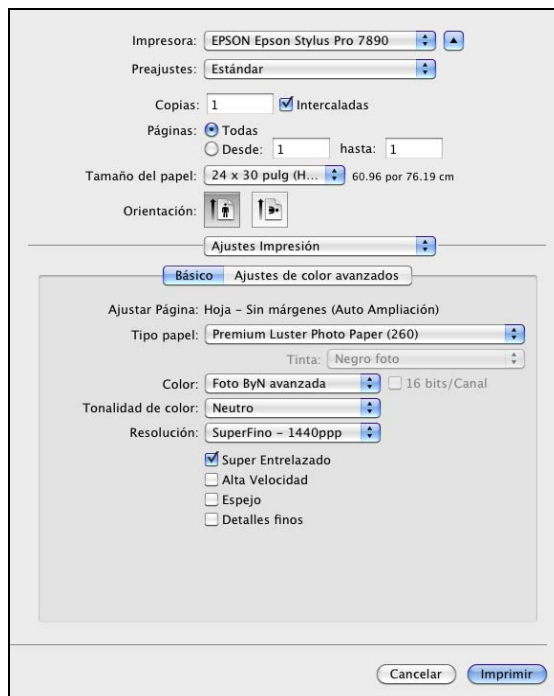 Impresora: EPSON Epson Stylus Pro 7890
Preajustes: Estándar
Copias: 1 Intercaladas
Páginas: Todas
Desde: 1 hasta: 1
Tamaño del papel: 24 x 30 pulg (H... 60.96 por 76.19 cm
Orientación:
Ajustes Impresión
Básico Ajustes de color avanzados
Ajustar Página: Hoja - Sin márgenes (Auto Ampliación)
Tipo papel: Premium Luster Photo Paper (260)
Tinta: Negro foto
Color: Foto ByN avanzada 16 bits/Canal
Tonalidad de color: Neutro
Resolución: SuperFino - 1440ppp
Super Entrelazado
Alta Velocidad
Espejo
Detalles finos
Cancelar Imprimir